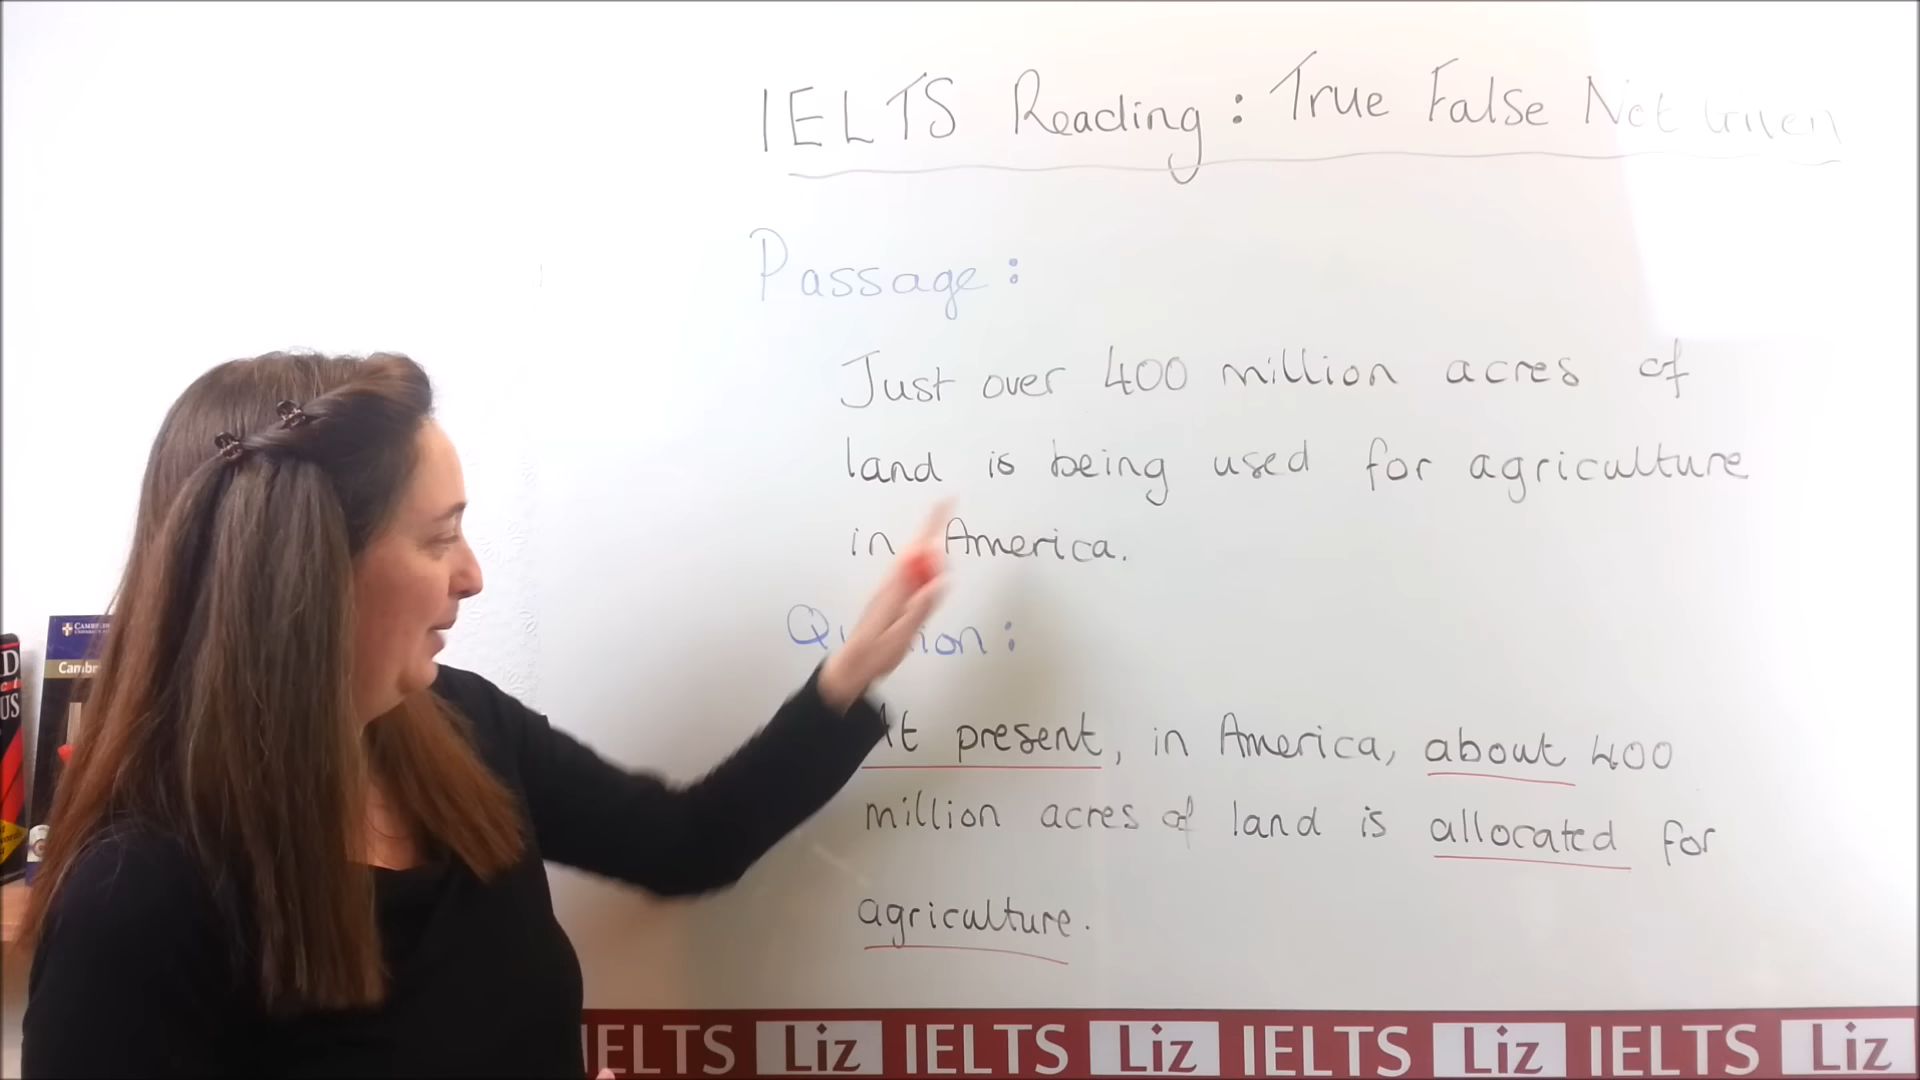 IELTS Reading : True False Not Given
Passage :
Just over 400 million acres of
land is being used for agriculture
in America.
:
At present, in America, about 400
million acres of land is allocated for
agriculture.
IELTS Liz IELTS Liz IELTS Liz IELTS Liz